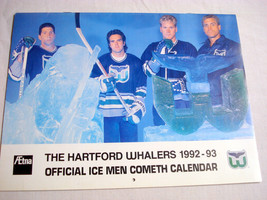 Ætna
THE HARTFORD WHALERS 1992-93
OFFICIAL ICE MEN COMETH CALENDAR